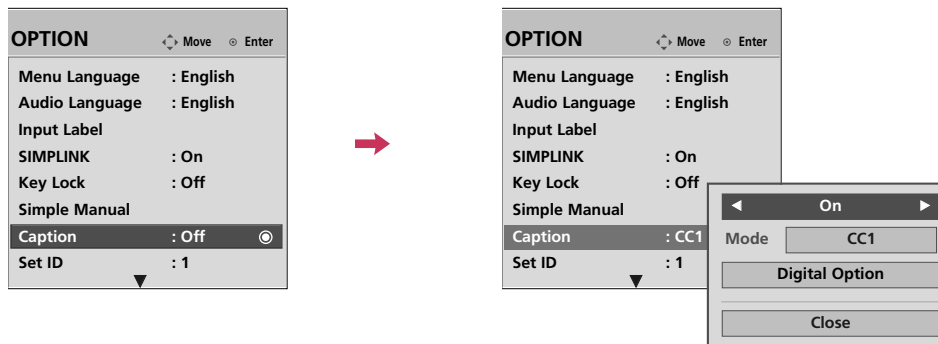 OPTION Move Enter
Menu Language : English
Audio Language : English
Input Label
SIMPLINK : On
Key Lock : Off
Simple Manual
Caption : Off
Set ID : 1
OPTION Move Enter
Menu Language : English
Audio Language : English
Input Label
SIMPLINK : On
Key Lock : Off
Simple Manual
Caption : CC1
Set ID : 1
On
Mode CC1
Digital Option
Close